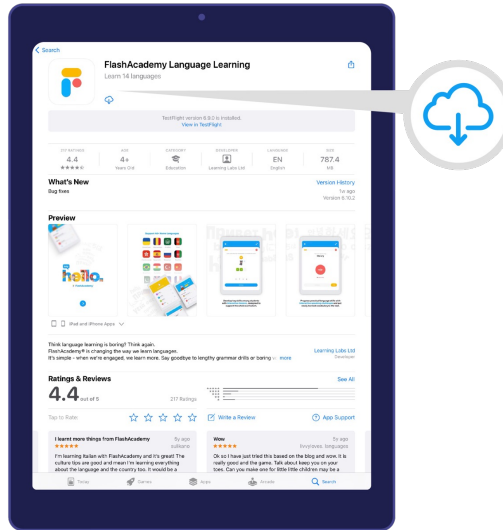 Search
FlashAcademy Language Learning
Learn 14 languages
TestFlight version 6.9.2 is installed.
View in TestFlight
217 RATINGS
AGE
CATEGORY
DEVELOPER
LANGUAGE
SIZE
4.4
4+
EN
787.4
Years Old
Education
Learning Labs Ltd
English
MB
What's New
Version History
Bug fixes
1w ago
Version 6.10.2
Preview
hello.
iPad and iPhone Apps
Think language learning is boring? Think again.
FlashAcademy® is changing the way we learn languages.
It's simple - when we're engaged, we learn more. Say goodbye to lengthy grammar drills or boring
more
Learning Labs Ltd
Developer
Ratings & Reviews
See All
4.4 out of 5
217 Ratings
Tap to Rate:
Write a Review
App Support
I learnt more things from FlashAcademy
5y ago
I'm learning Italian with FlashAcademy and it's great! The
culture tips are good and mean I'm learning everything
about the language and the country too. It would be a
Wow
5y ago
Ok so I have just tried this based on the blog and wow. It is
really good and the game. Talk about keep you on your
toes. Can you make one for little little children may be a
Today
Games
Apps
Arcade
Search